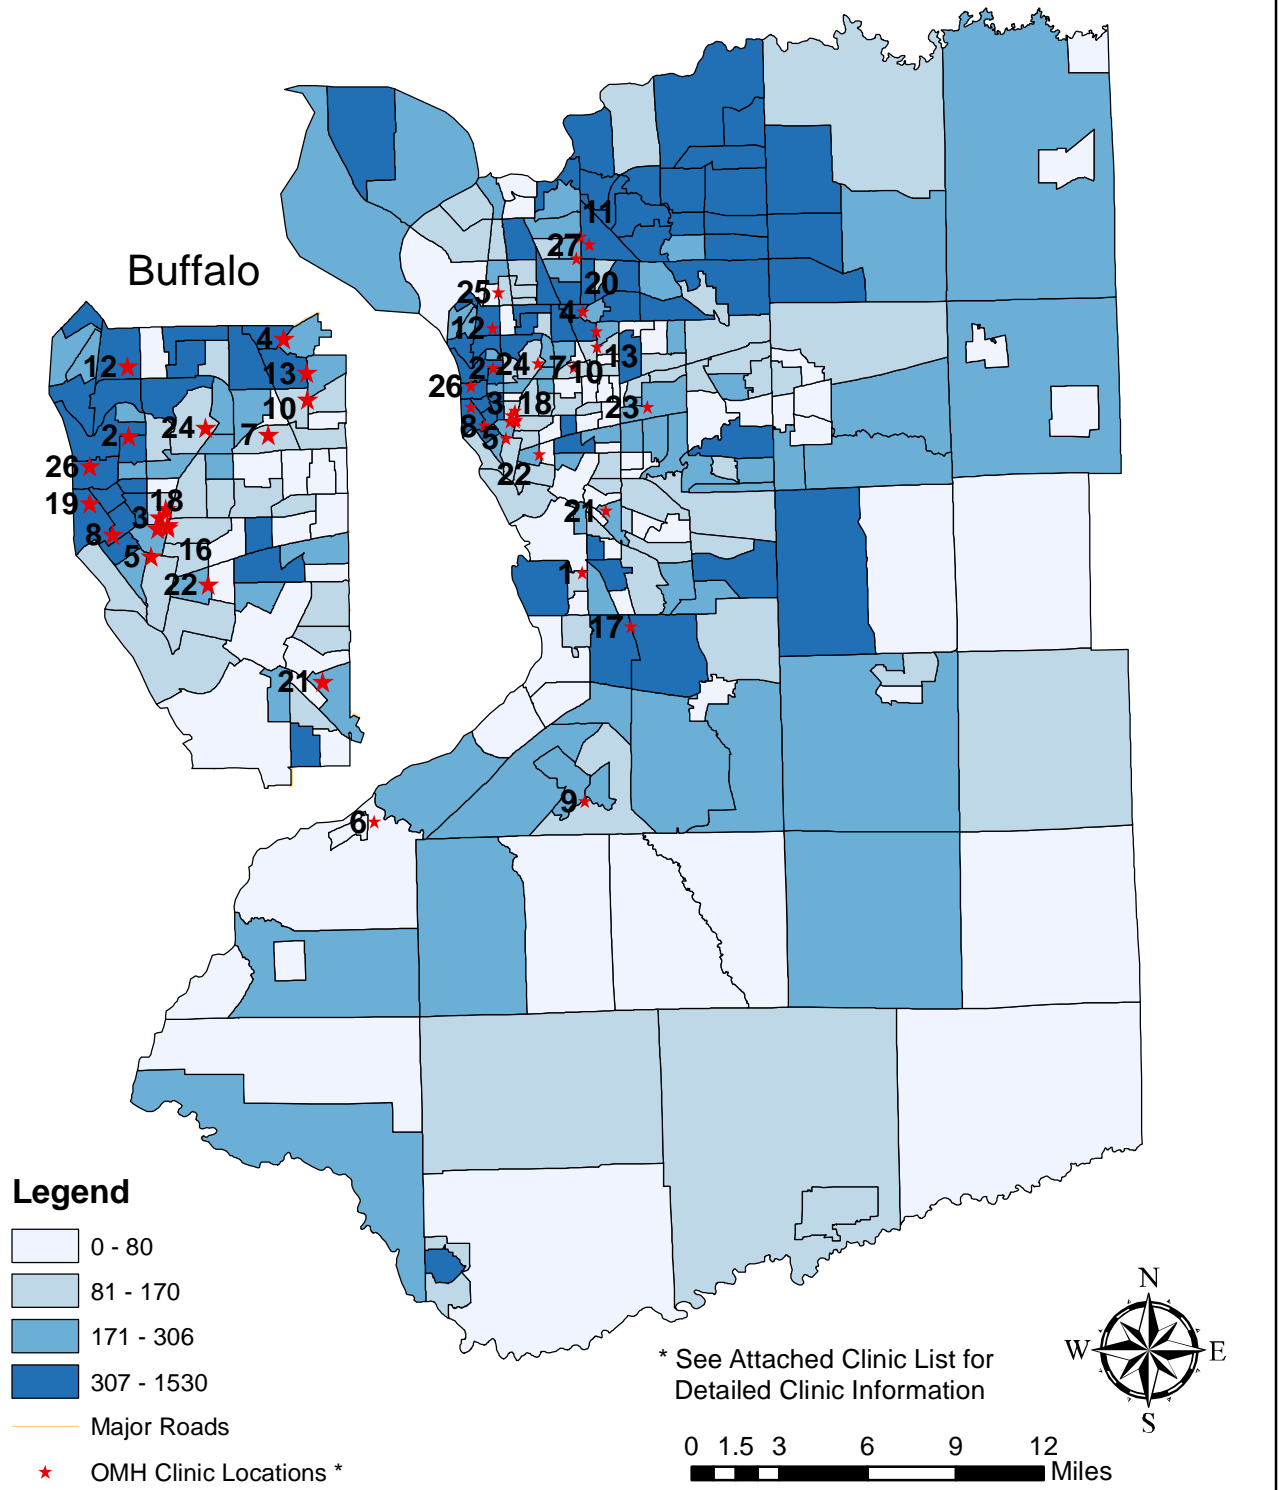 Buffalo
11
27
20
25
4
12
13
2
24
7
10
26
3
18
23
8
5
22
21
1
17
9
6
4
12
13
10
24
7
2
26
19
18
3
8
16
5
22
21
Legend
0 - 80
81 - 170
171 - 306
307 - 1530
Major Roads
OMH Clinic Locations *
* See Attached Clinic List for
Detailed Clinic Information
N
W E
S
0 1.5 3 6 9 12
Miles